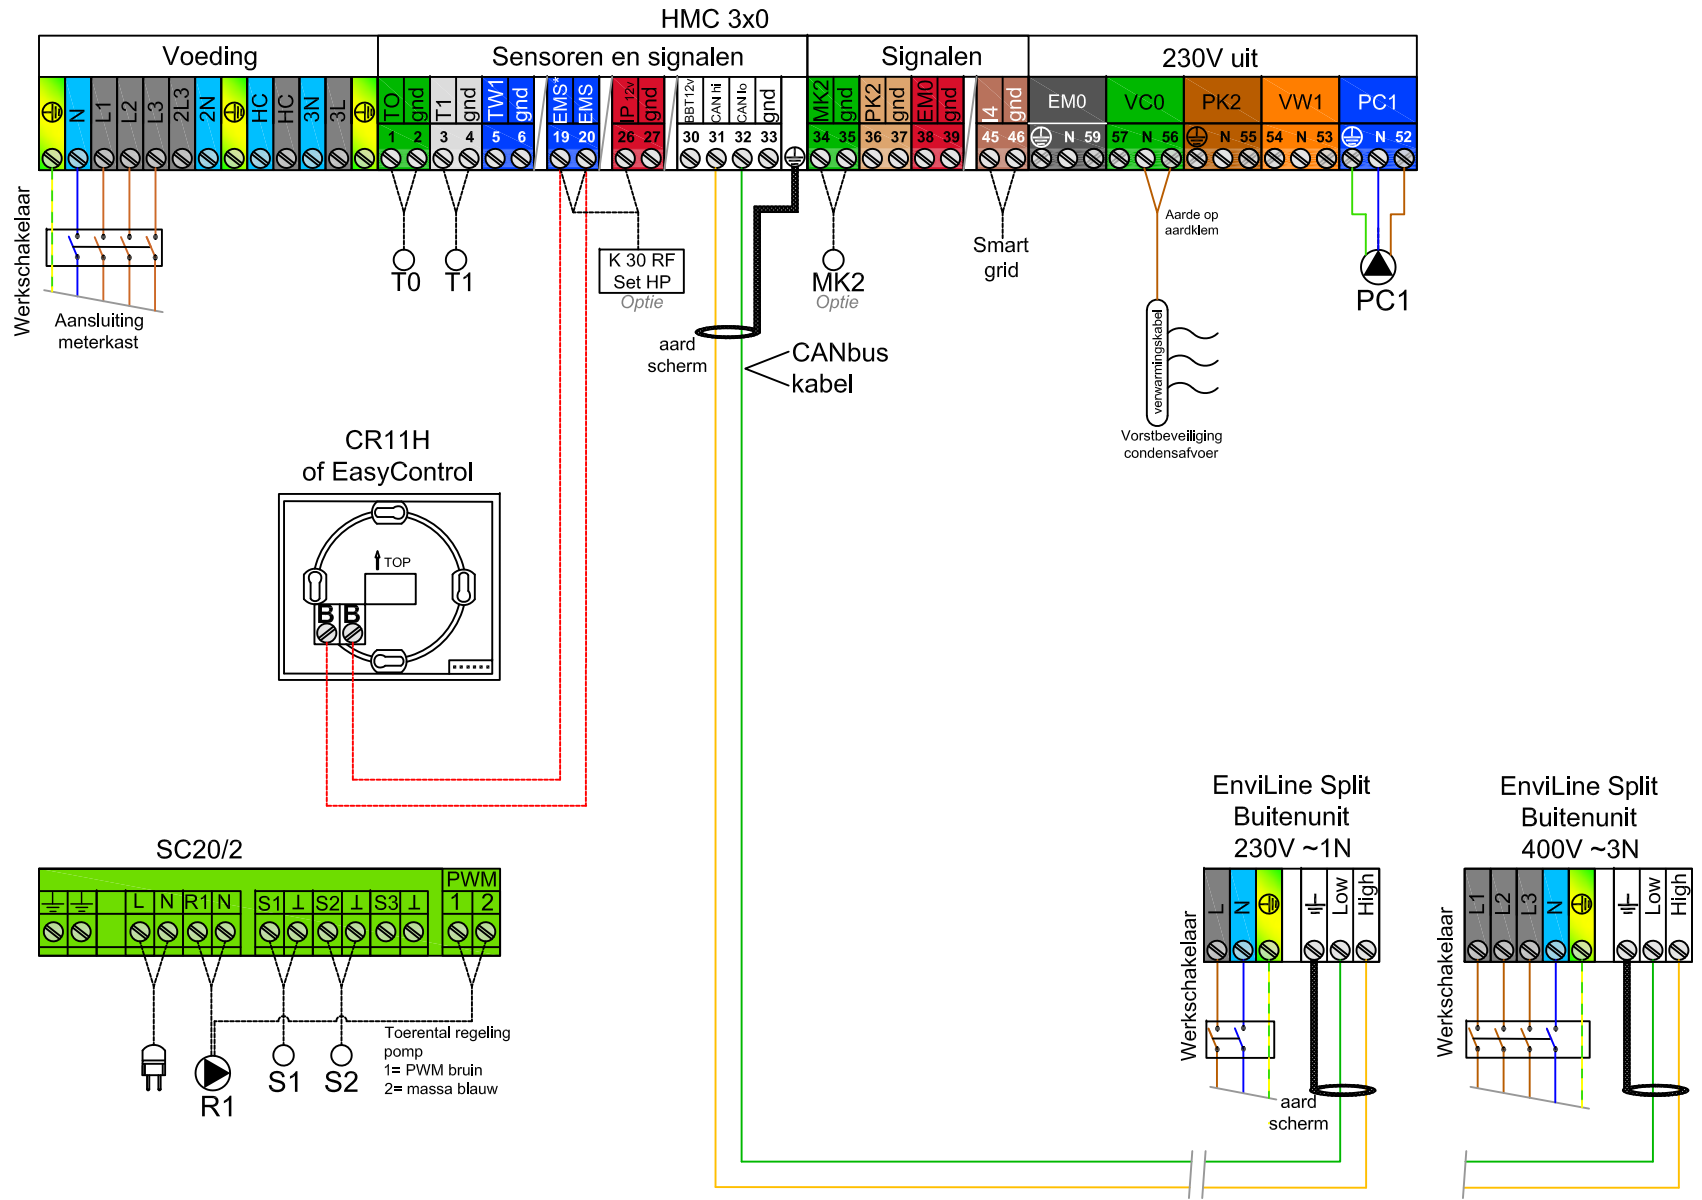 HMC 3x0
Voeding
Sensoren en signalen
Signalen
230V uit
N L1 L2 L3 2L3 2N HC HC 3N 3L
TO gnd T1 gnd TW1 gnd EMS* EMS IP 12v gnd BBT12v CAN hi CAN lo gnd
MK2 gnd PK2 gnd EM0 gnd I4 gnd
EM0 VC0 PK2 VW1 PC1
1 2 3 4 5 6 19 20 26 27 30 31 32 33 34 35 36 37 38 39 45 46 N 59 57 N 56 N 55 54 N 53 N 52
Werkschakelaar
Aansluiting
meterkast
T0
T1
K 30 RF
Set HP
Optie
MK2
Optie
Smart
grid
Aarde op
aardklem
PC1
aard
scherm
CANbus
kabel
verwarmingskabel
Vorstbeveiliging
condensafvoer
CR11H
of EasyControl
TOP
B B
SC20/2
PWM
L N R1 N S1 ⊥ S2 ⊥ S3 ⊥ 1 2
Toerental regeling
pomp
1= PWM bruin
2= massa blauw
R1
S1
S2
EnviLine Split
Buitenunit
230V ~1N
L N Low High
Werkschakelaar
aard
scherm
EnviLine Split
Buitenunit
400V ~3N
L1 L2 L3 N Low High
Werkschakelaar